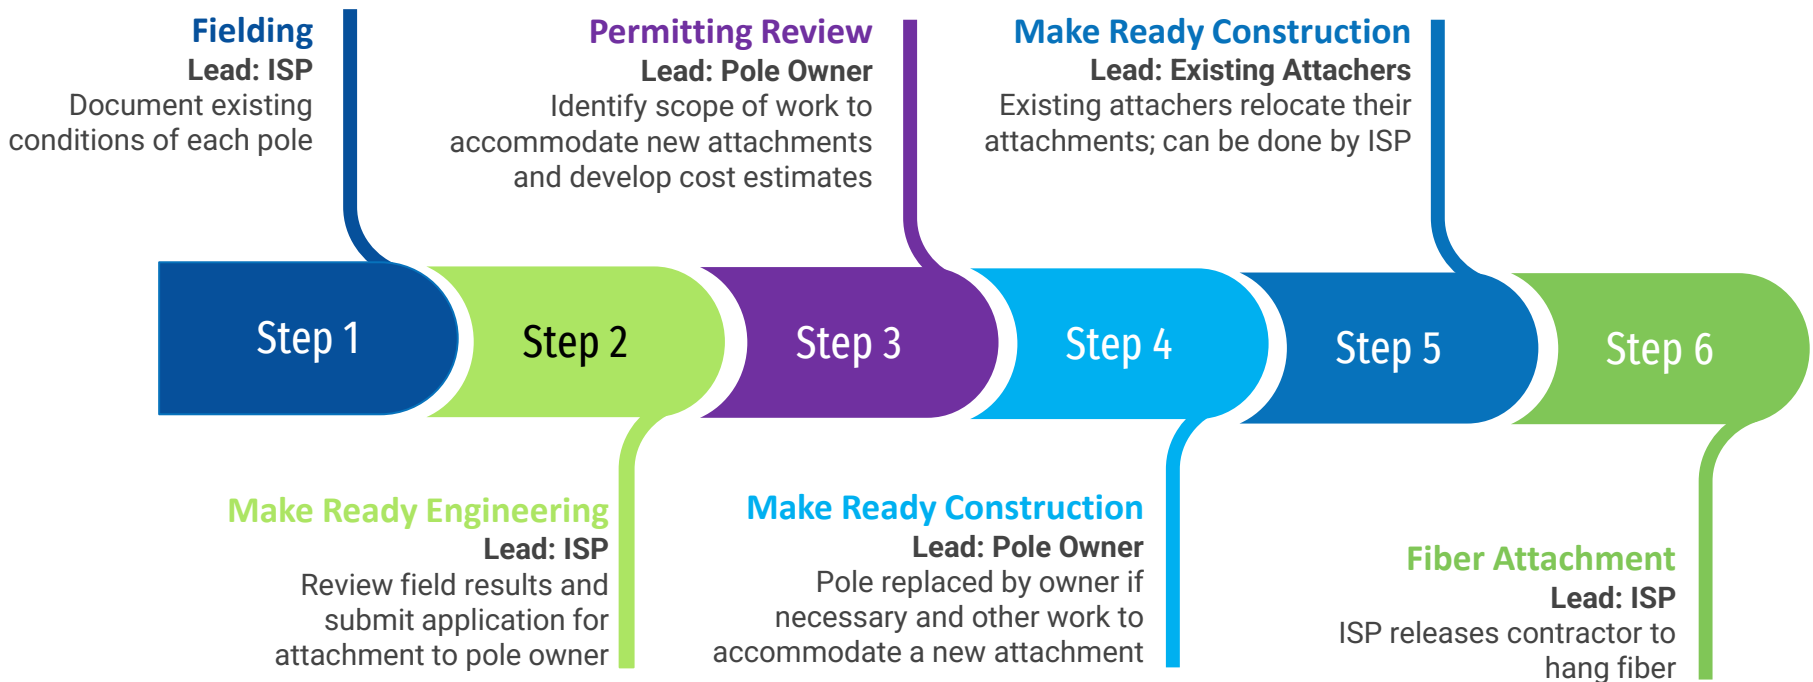 Fielding
Lead: ISP
Document existing
conditions of each pole
Permitting Review
Lead: Pole Owner
Identify scope of work to
accommodate new attachments
and develop cost estimates
Make Ready Construction
Lead: Existing Attachers
Existing attachers relocate their
attachments; can be done by ISP
Step 1
Step 2
Step 3
Step 4
Step 5
Step 6
Make Ready Engineering
Lead: ISP
Review field results and
submit application for
attachment to pole owner
Make Ready Construction
Lead: Pole Owner
Pole replaced by owner if
necessary and other work to
accommodate a new attachment
Fiber Attachment
Lead: ISP
ISP releases contractor to
hang fiber